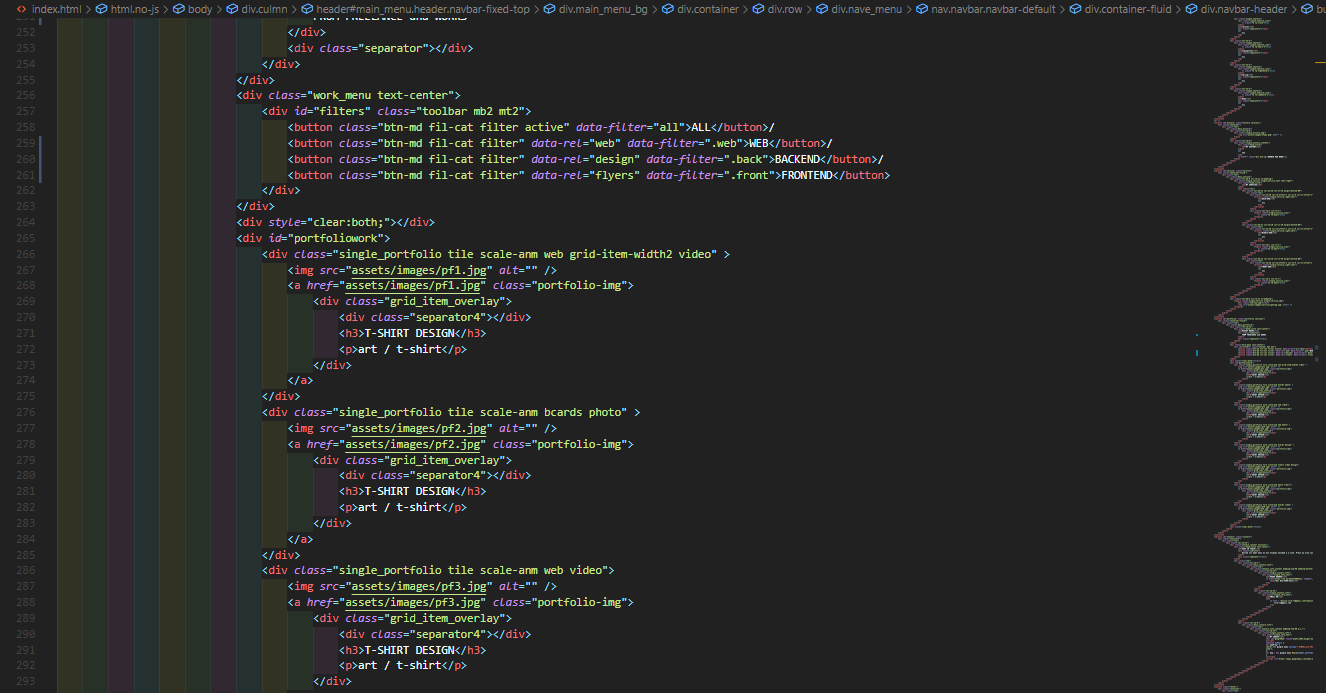 index.html > html.no-js > body > div.culmn > header#main_menu.header.navbar-fixed-top > div.main_menu_bg > div.container > div.row > div.nave_menu > nav.navbar.navbar-default > div.container-fluid > div.navbar-header >
252 </div>
253 <div class="separator"></div>
254 </div>
255 </div>
256 <div class="work_menu text-center">
257 <div id="filters" class="toolbar mb2 mt2">
258 <button class="btn-md fil-cat filter active" data-filter="all">ALL</button>/
259 <button class="btn-md fil-cat filter" data-rel="web" data-filter=".web">WEB</button>/
260 <button class="btn-md fil-cat filter" data-rel="design" data-filter=".back">BACKEND</button>/
261 <button class="btn-md fil-cat filter" data-rel="flyers" data-filter=".front">FRONTEND</button>
262 </div>
263 </div>
264 <div style="clear:both;"></div>
265 <div id="portfoliowork">
266 <div class="single_portfolio tile scale-anm web grid-item-width2 video" >
267 <img src="assets/images/pf1.jpg" alt="" />
268 <a href="assets/images/pf1.jpg" class="portfolio-img">
269 <div class="grid_item_overlay">
270 <div class="separator4"></div>
271 <h3>T-SHIRT DESIGN</h3>
272 <p>art / t-shirt</p>
273 </div>
274 </a>
275 </div>
276 <div class="single_portfolio tile scale-anm bcards photo" >
277 <img src="assets/images/pf2.jpg" alt="" />
278 <a href="assets/images/pf2.jpg" class="portfolio-img">
279 <div class="grid_item_overlay">
280 <div class="separator4"></div>
281 <h3>T-SHIRT DESIGN</h3>
282 <p>art / t-shirt</p>
283 </div>
284 </a>
285 </div>
286 <div class="single_portfolio tile scale-anm web video">
287 <img src="assets/images/pf3.jpg" alt="" />
288 <a href="assets/images/pf3.jpg" class="portfolio-img">
289 <div class="grid_item_overlay">
290 <div class="separator4"></div>
291 <h3>T-SHIRT DESIGN</h3>
292 <p>art / t-shirt</p>
293 </div>